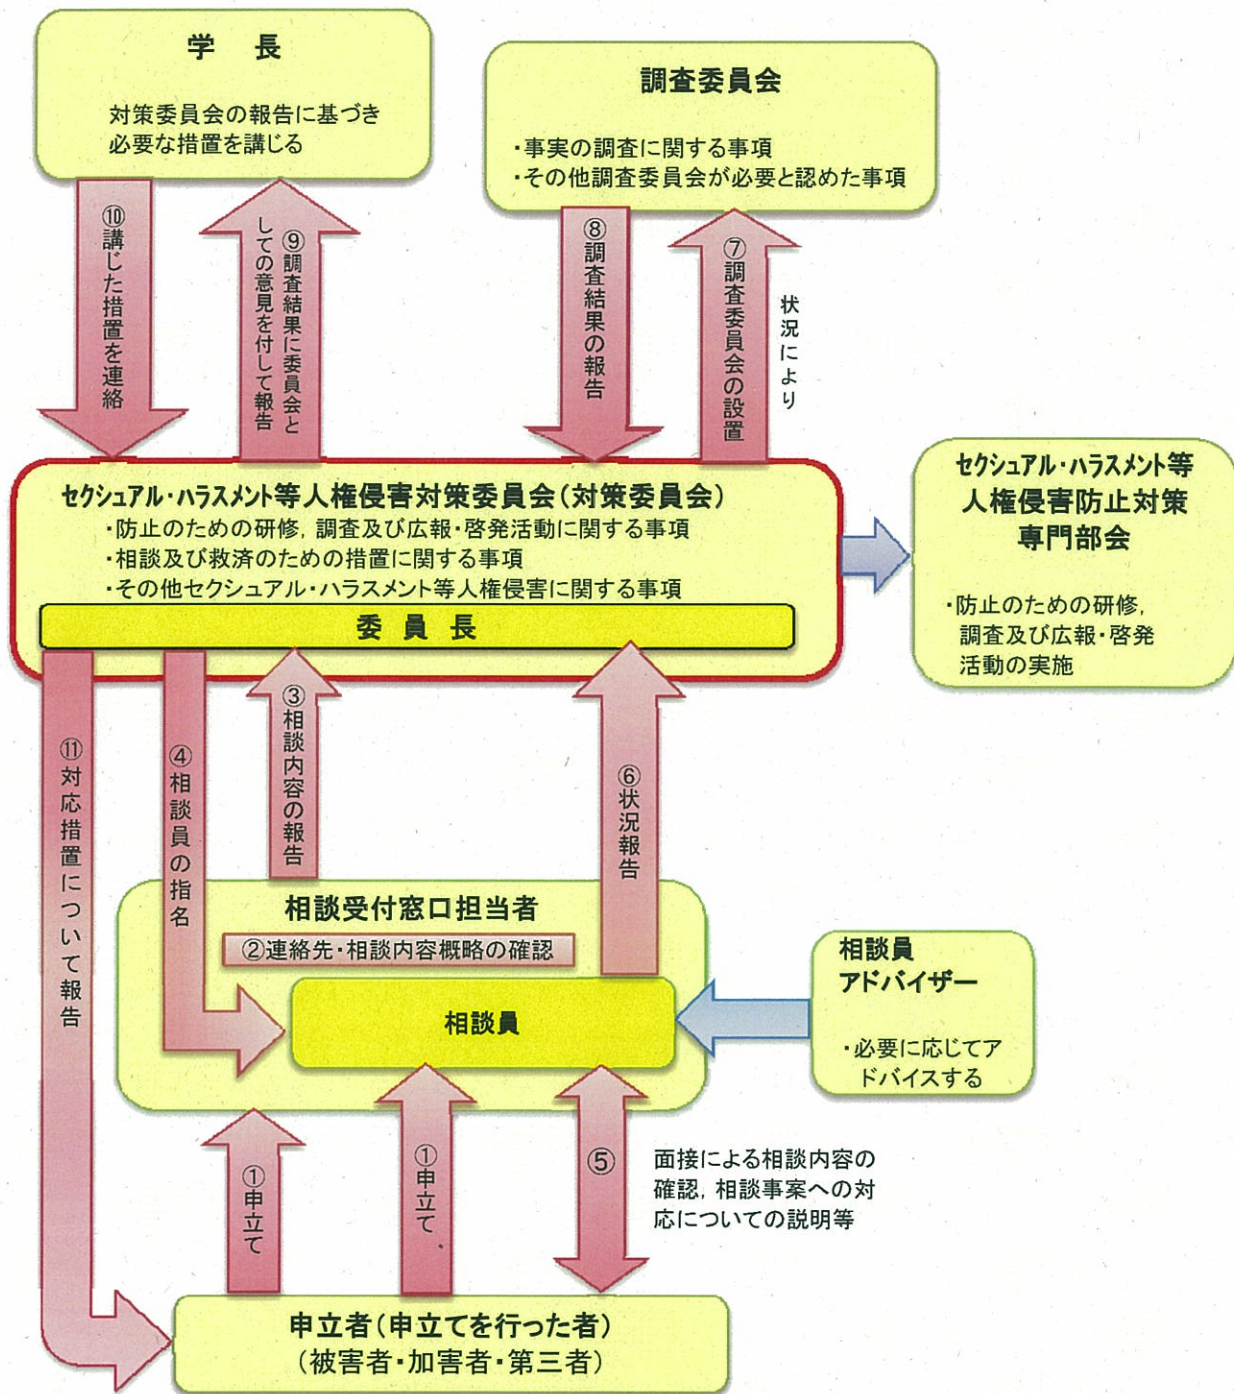 学　長
対策委員会の報告に基づき
必要な措置を講じる
調査委員会
・事実の調査に関する事項
・その他調査委員会が必要と認めた事項
⑩講じた措置を連絡
⑨調査結果に委員会と
しての意見を付して報告
⑧調査結果の報告
⑦調査委員会の設置
状況により
セクシュアル・ハラスメント等人権侵害対策委員会(対策委員会)
・防止のための研修, 調査及び広報・啓発活動に関する事項
・相談及び救済のための措置に関する事項
・その他セクシュアル・ハラスメント等人権侵害に関する事項
委 員 長
セクシュアル・ハラスメント等
人権侵害防止対策
専門部会
・防止のための研修,
調査及び広報・啓発
活動の実施
⑪対応措置について報告
④相談員の指名
③相談内容の報告
⑥状況報告
相談受付窓口担当者
②連絡先・相談内容概略の確認
相談員
相談員
アドバイザー
・必要に応じてア
ドバイスする
①申立て
①申立て
⑤
面接による相談内容の
確認, 相談事案への対
応についての説明等
申立者(申立てを行った者)
(被害者・加害者・第三者)